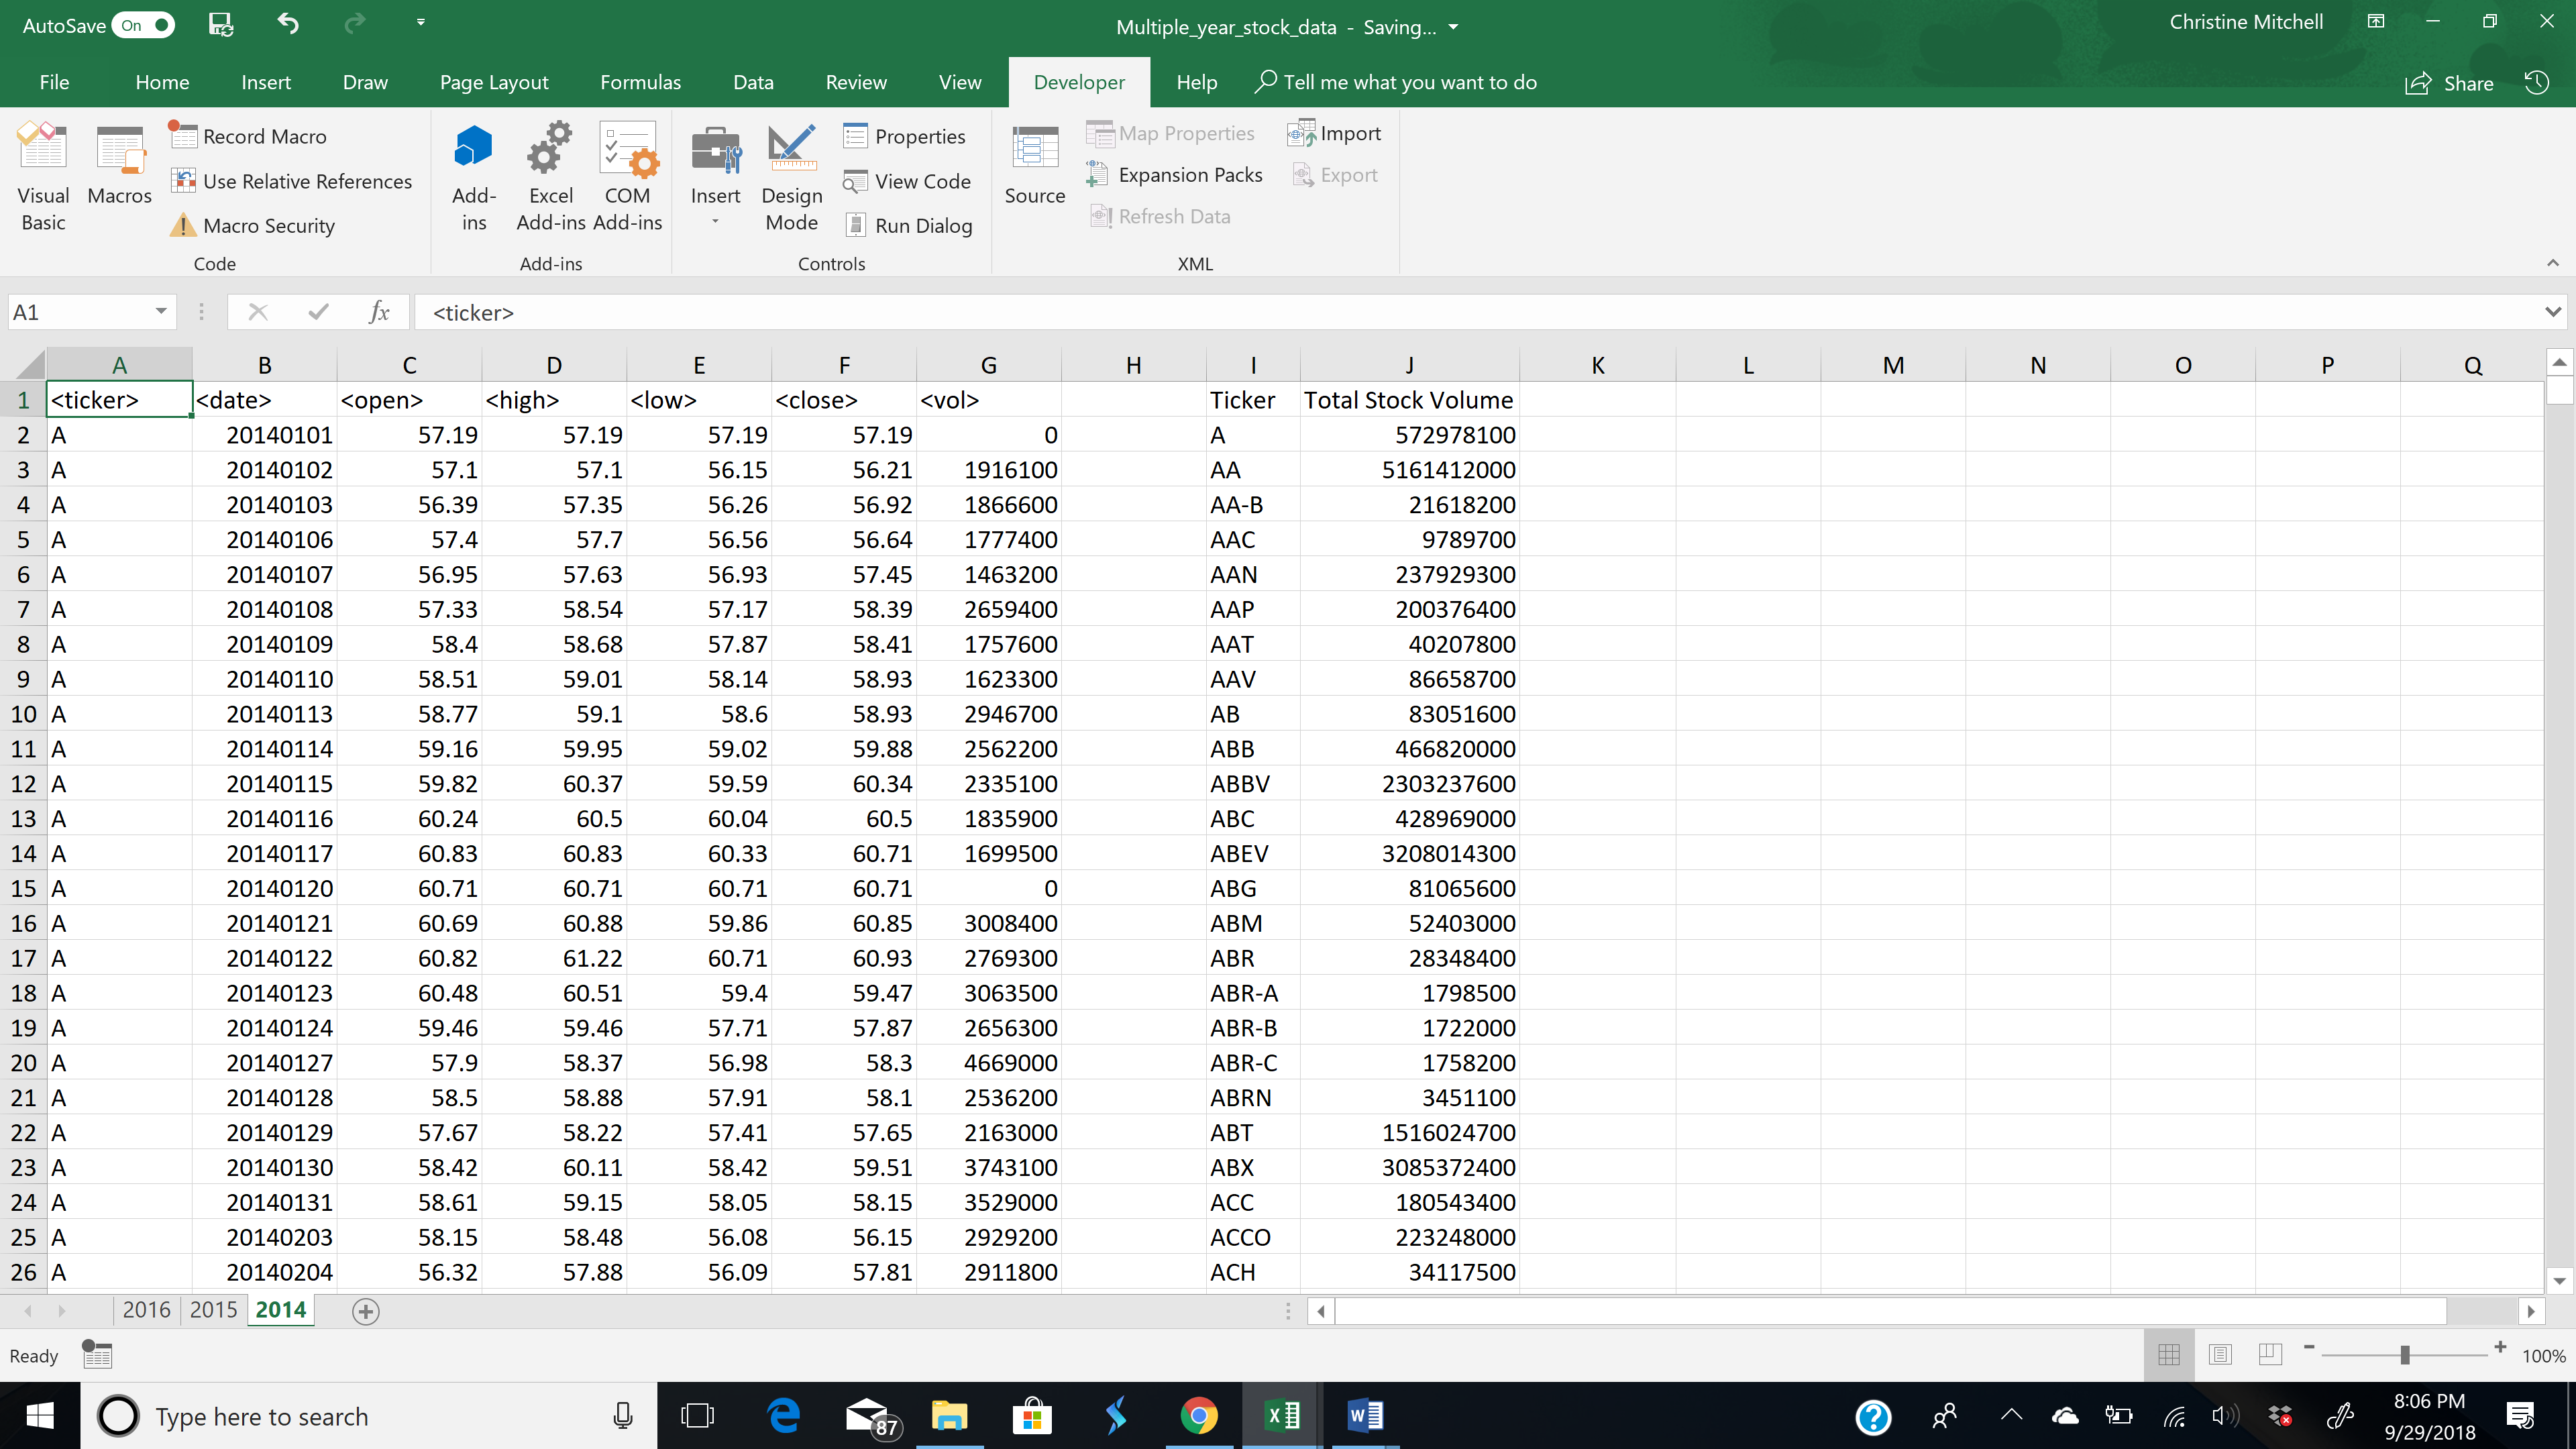 AutoSave On Multiple_year_stock_data - Saving... Christine Mitchell
File Home Insert Draw Page Layout Formulas Data Review View Developer Help Tell me what you want to do Share
Visual Basic
Macros
Record Macro
Use Relative References
Macro Security
Code
Add-ins
Excel Add-ins
COM Add-ins
Add-ins
Insert
Design Mode
Properties
View Code
Run Dialog
Controls
Source
Map Properties
Expansion Packs
Refresh Data
Import
Export
XML
A1 fx <ticker>
A B C D E F G H I J K L M N O P Q
1 <ticker> <date> <open> <high> <low> <close> <vol> Ticker Total Stock Volume
2 A 20140101 57.19 57.19 57.19 57.19 0 A 572978100
3 A 20140102 57.1 57.1 56.15 56.21 1916100 AA 5161412000
4 A 20140103 56.39 57.35 56.26 56.92 1866600 AA-B 21618200
5 A 20140106 57.4 57.7 56.56 56.64 1777400 AAC 9789700
6 A 20140107 56.95 57.63 56.93 57.45 1463200 AAN 237929300
7 A 20140108 57.33 58.54 57.17 58.39 2659400 AAP 200376400
8 A 20140109 58.4 58.68 57.87 58.41 1757600 AAT 40207800
9 A 20140110 58.51 59.01 58.14 58.93 1623300 AAV 86658700
10 A 20140113 58.77 59.1 58.6 58.93 2946700 AB 83051600
11 A 20140114 59.16 59.95 59.02 59.88 2562200 ABB 466820000
12 A 20140115 59.82 60.37 59.59 60.34 2335100 ABBV 2303237600
13 A 20140116 60.24 60.5 60.04 60.5 1835900 ABC 428969000
14 A 20140117 60.83 60.83 60.33 60.71 1699500 ABEV 3208014300
15 A 20140120 60.71 60.71 60.71 60.71 0 ABG 81065600
16 A 20140121 60.69 60.88 59.86 60.85 3008400 ABM 52403000
17 A 20140122 60.82 61.22 60.71 60.93 2769300 ABR 28348400
18 A 20140123 60.48 60.51 59.4 59.47 3063500 ABR-A 1798500
19 A 20140124 59.46 59.46 57.71 57.87 2656300 ABR-B 1722000
20 A 20140127 57.9 58.37 56.98 58.3 4669000 ABR-C 1758200
21 A 20140128 58.5 58.88 57.91 58.1 2536200 ABRN 3451100
22 A 20140129 57.67 58.22 57.41 57.65 2163000 ABT 1516024700
23 A 20140130 58.42 60.11 58.42 59.51 3743100 ABX 3085372400
24 A 20140131 58.61 59.15 58.05 58.15 3529000 ACC 180543400
25 A 20140203 58.15 58.48 56.08 56.15 2929200 ACCO 223248000
26 A 20140204 56.32 57.88 56.09 57.81 2911800 ACH 34117500
2016 2015 2014
Ready 100%
Type here to search 87 8:06 PM
9/29/2018